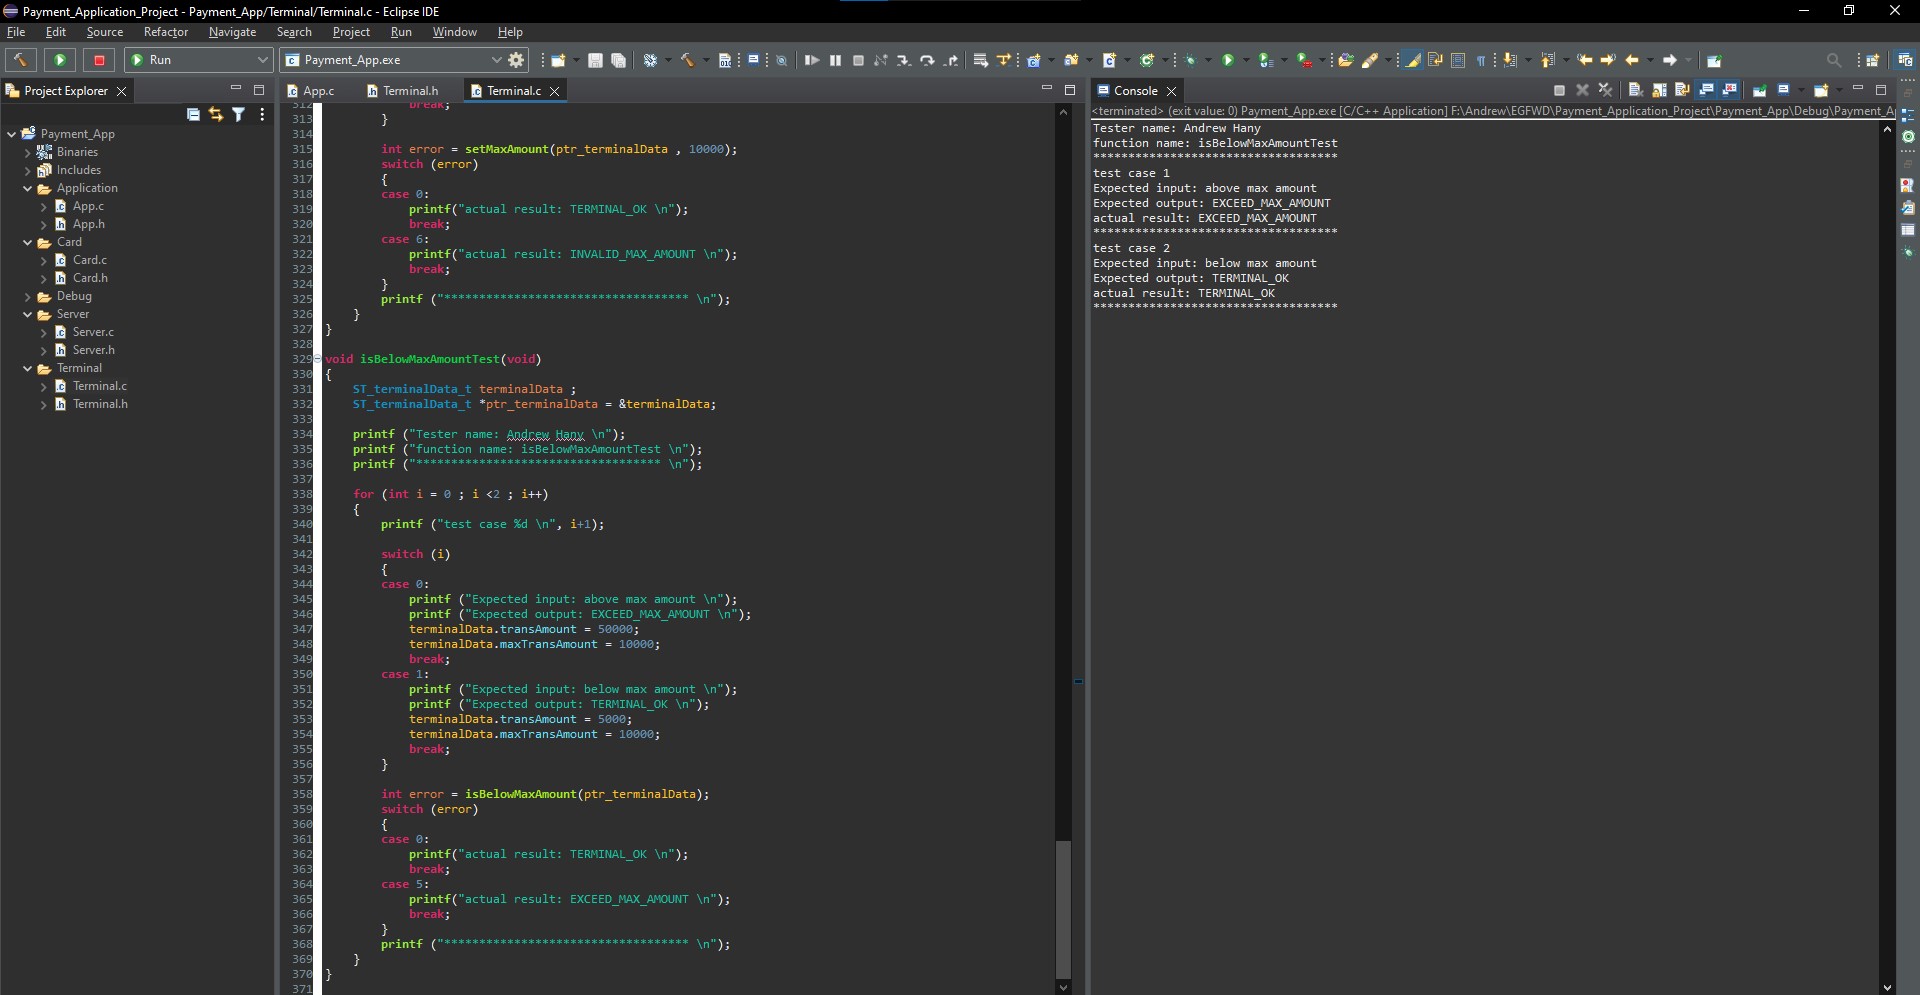 Payment_Application_Project - Payment_App/Terminal/Terminal.c - Eclipse IDE
File Edit Source Refactor Navigate Search Project Run Window Help
Run
Payment_App.exe
Project Explorer
Payment_App
Binaries
Includes
Application
App.c
App.h
Card
Card.c
Card.h
Debug
Server
Server.c
Server.h
Terminal
Terminal.c
Terminal.h
App.c Terminal.h Terminal.c
312 break;
313 }
314
315 int error = setMaxAmount(ptr_terminalData , 10000);
316 switch (error)
317 {
318 case 0:
319 printf("actual result: TERMINAL_OK \n");
320 break;
321 case 6:
322 printf("actual result: INVALID_MAX_AMOUNT \n");
323 break;
324 }
325 printf ("*********************************** \n");
326 }
327 }
328
329 void isBelowMaxAmountTest(void)
330 {
331 ST_terminalData_t terminalData ;
332 ST_terminalData_t *ptr_terminalData = &terminalData;
333
334 printf ("Tester name: Andrew Hany \n");
335 printf ("function name: isBelowMaxAmountTest \n");
336 printf ("*********************************** \n");
337
338 for (int i = 0 ; i <2 ; i++)
339 {
340 printf ("test case %d \n", i+1);
341
342 switch (i)
343 {
344 case 0:
345 printf ("Expected input: above max amount \n");
346 printf ("Expected output: EXCEED_MAX_AMOUNT \n");
347 terminalData.transAmount = 50000;
348 terminalData.maxTransAmount = 10000;
349 break;
350 case 1:
351 printf ("Expected input: below max amount \n");
352 printf ("Expected output: TERMINAL_OK \n");
353 terminalData.transAmount = 5000;
354 terminalData.maxTransAmount = 10000;
355 break;
356 }
357
358 int error = isBelowMaxAmount(ptr_terminalData);
359 switch (error)
360 {
361 case 0:
362 printf("actual result: TERMINAL_OK \n");
363 break;
364 case 5:
365 printf("actual result: EXCEED_MAX_AMOUNT \n");
366 break;
367 }
368 printf ("*********************************** \n");
369 }
370 }
371
Console
<terminated> (exit value: 0) Payment_App.exe [C/C++ Application] F:\Andrew\EGFWD\Payment_Application_Project\Payment_App\Debug\Payment_A
Tester name: Andrew Hany
function name: isBelowMaxAmountTest
***********************************
test case 1
Expected input: above max amount
Expected output: EXCEED_MAX_AMOUNT
actual result: EXCEED_MAX_AMOUNT
***********************************
test case 2
Expected input: below max amount
Expected output: TERMINAL_OK
actual result: TERMINAL_OK
***********************************